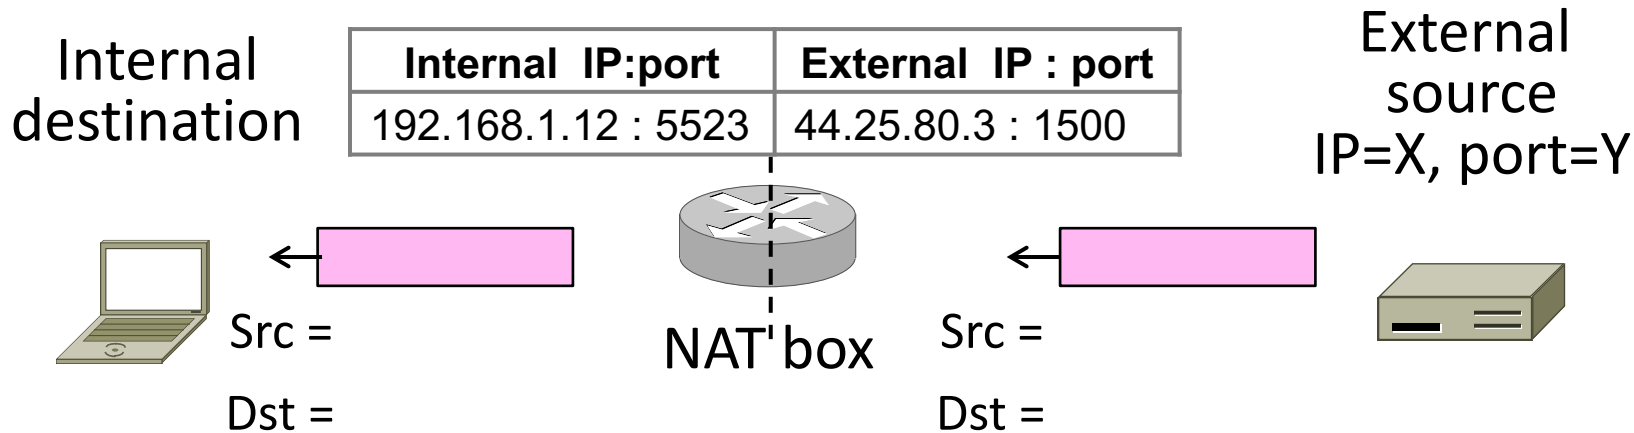 Internal
destination
Internal IP:port
External IP : port
192.168.1.12 : 5523
44.25.80.3 : 1500
External
source
IP=X, port=Y
Src =
Dst =
NAT box
Src =
Dst =